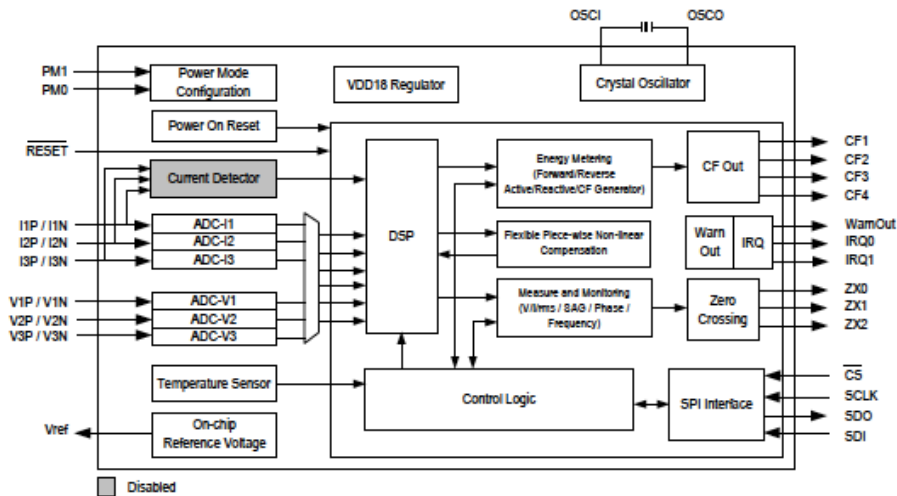 OSCI
OSCO
PM1
PM0
Power Mode
Configuration
VDD18 Regulator
Crystal Oscillator
Power On Reset
RESET
Current Detector
I1P / I1N
I2P / I2N
I3P / I3N
ADC-I1
ADC-I2
ADC-I3
V1P / V1N
V2P / V2N
V3P / V3N
ADC-V1
ADC-V2
ADC-V3
DSP
Energy Metering
(Forward/Reverse
Active/Reactive/CF Generator)
CF Out
CF1
CF2
CF3
CF4
Flexible Piece-wise Non-linear
Compensation
Warn
Out
IRQ
WarnOut
IRQ0
IRQ1
Measure and Monitoring
(V/I/rms / SAG / Phase /
Frequency)
Zero
Crossing
ZX0
ZX1
ZX2
Temperature Sensor
Control Logic
SPI Interface
CS
SCLK
SDO
SDI
Vref
On-chip
Reference Voltage
Disabled